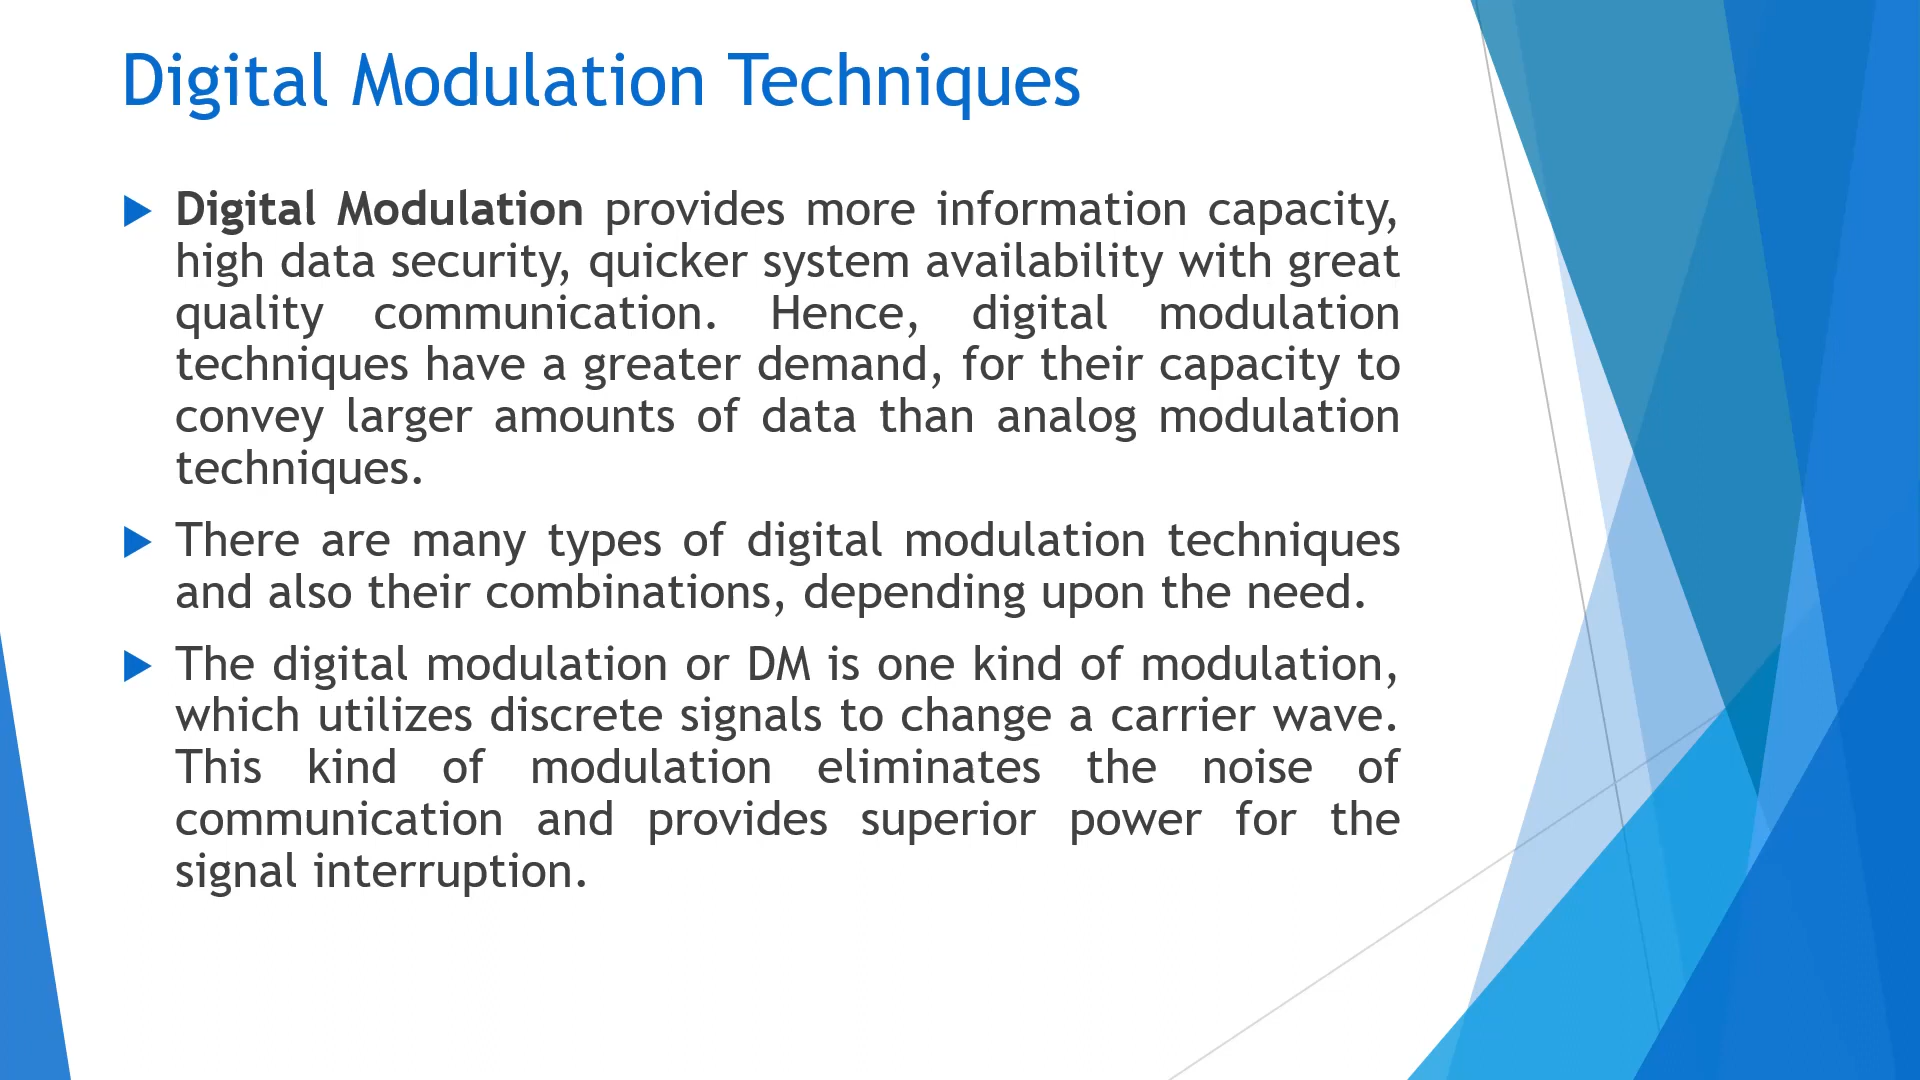 Digital Modulation Techniques
Digital Modulation provides more information capacity,
high data security, quicker system availability with great
quality communication. Hence, digital modulation
techniques have a greater demand, for their capacity to
convey larger amounts of data than analog modulation
techniques.
There are many types of digital modulation techniques
and also their combinations, depending upon the need.
The digital modulation or DM is one kind of modulation,
which utilizes discrete signals to change a carrier wave.
This kind of modulation eliminates the noise of
communication and provides superior power for the
signal interruption.